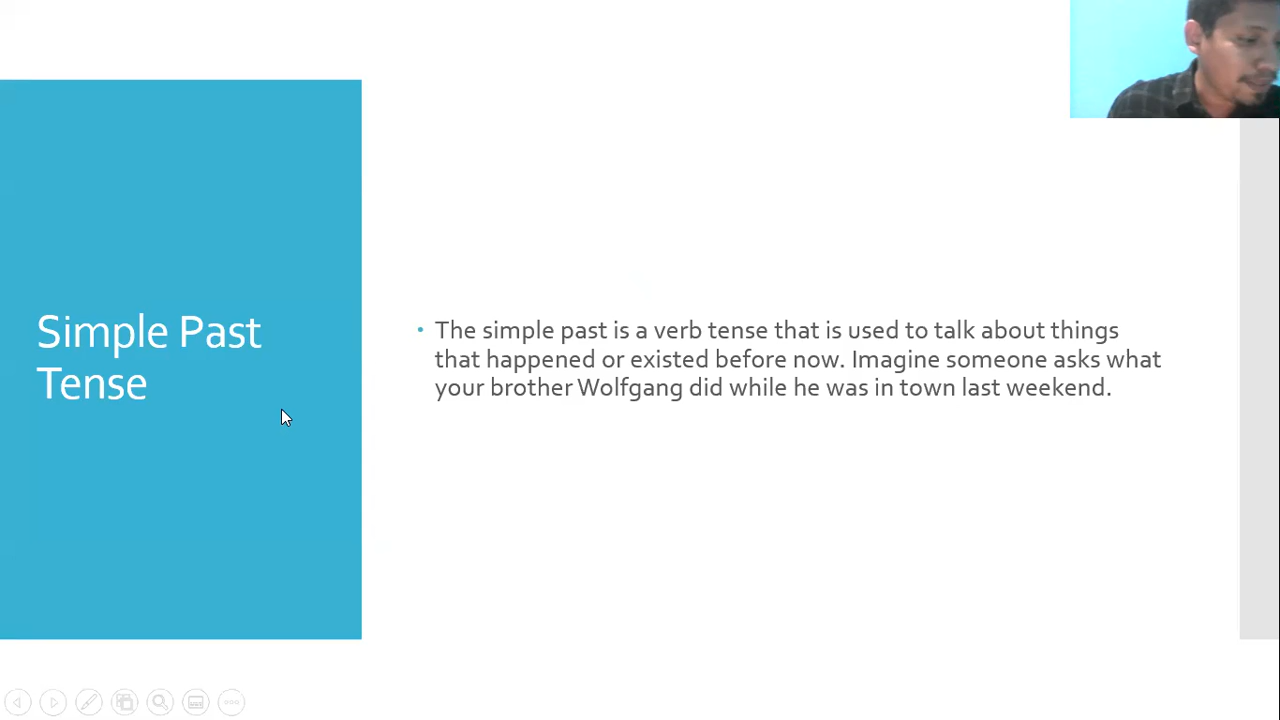 Simple Past
Tense
• The simple past is a verb tense that is used to talk about things
that happened or existed before now. Imagine someone asks what
your brother Wolfgang did while he was in town last weekend.